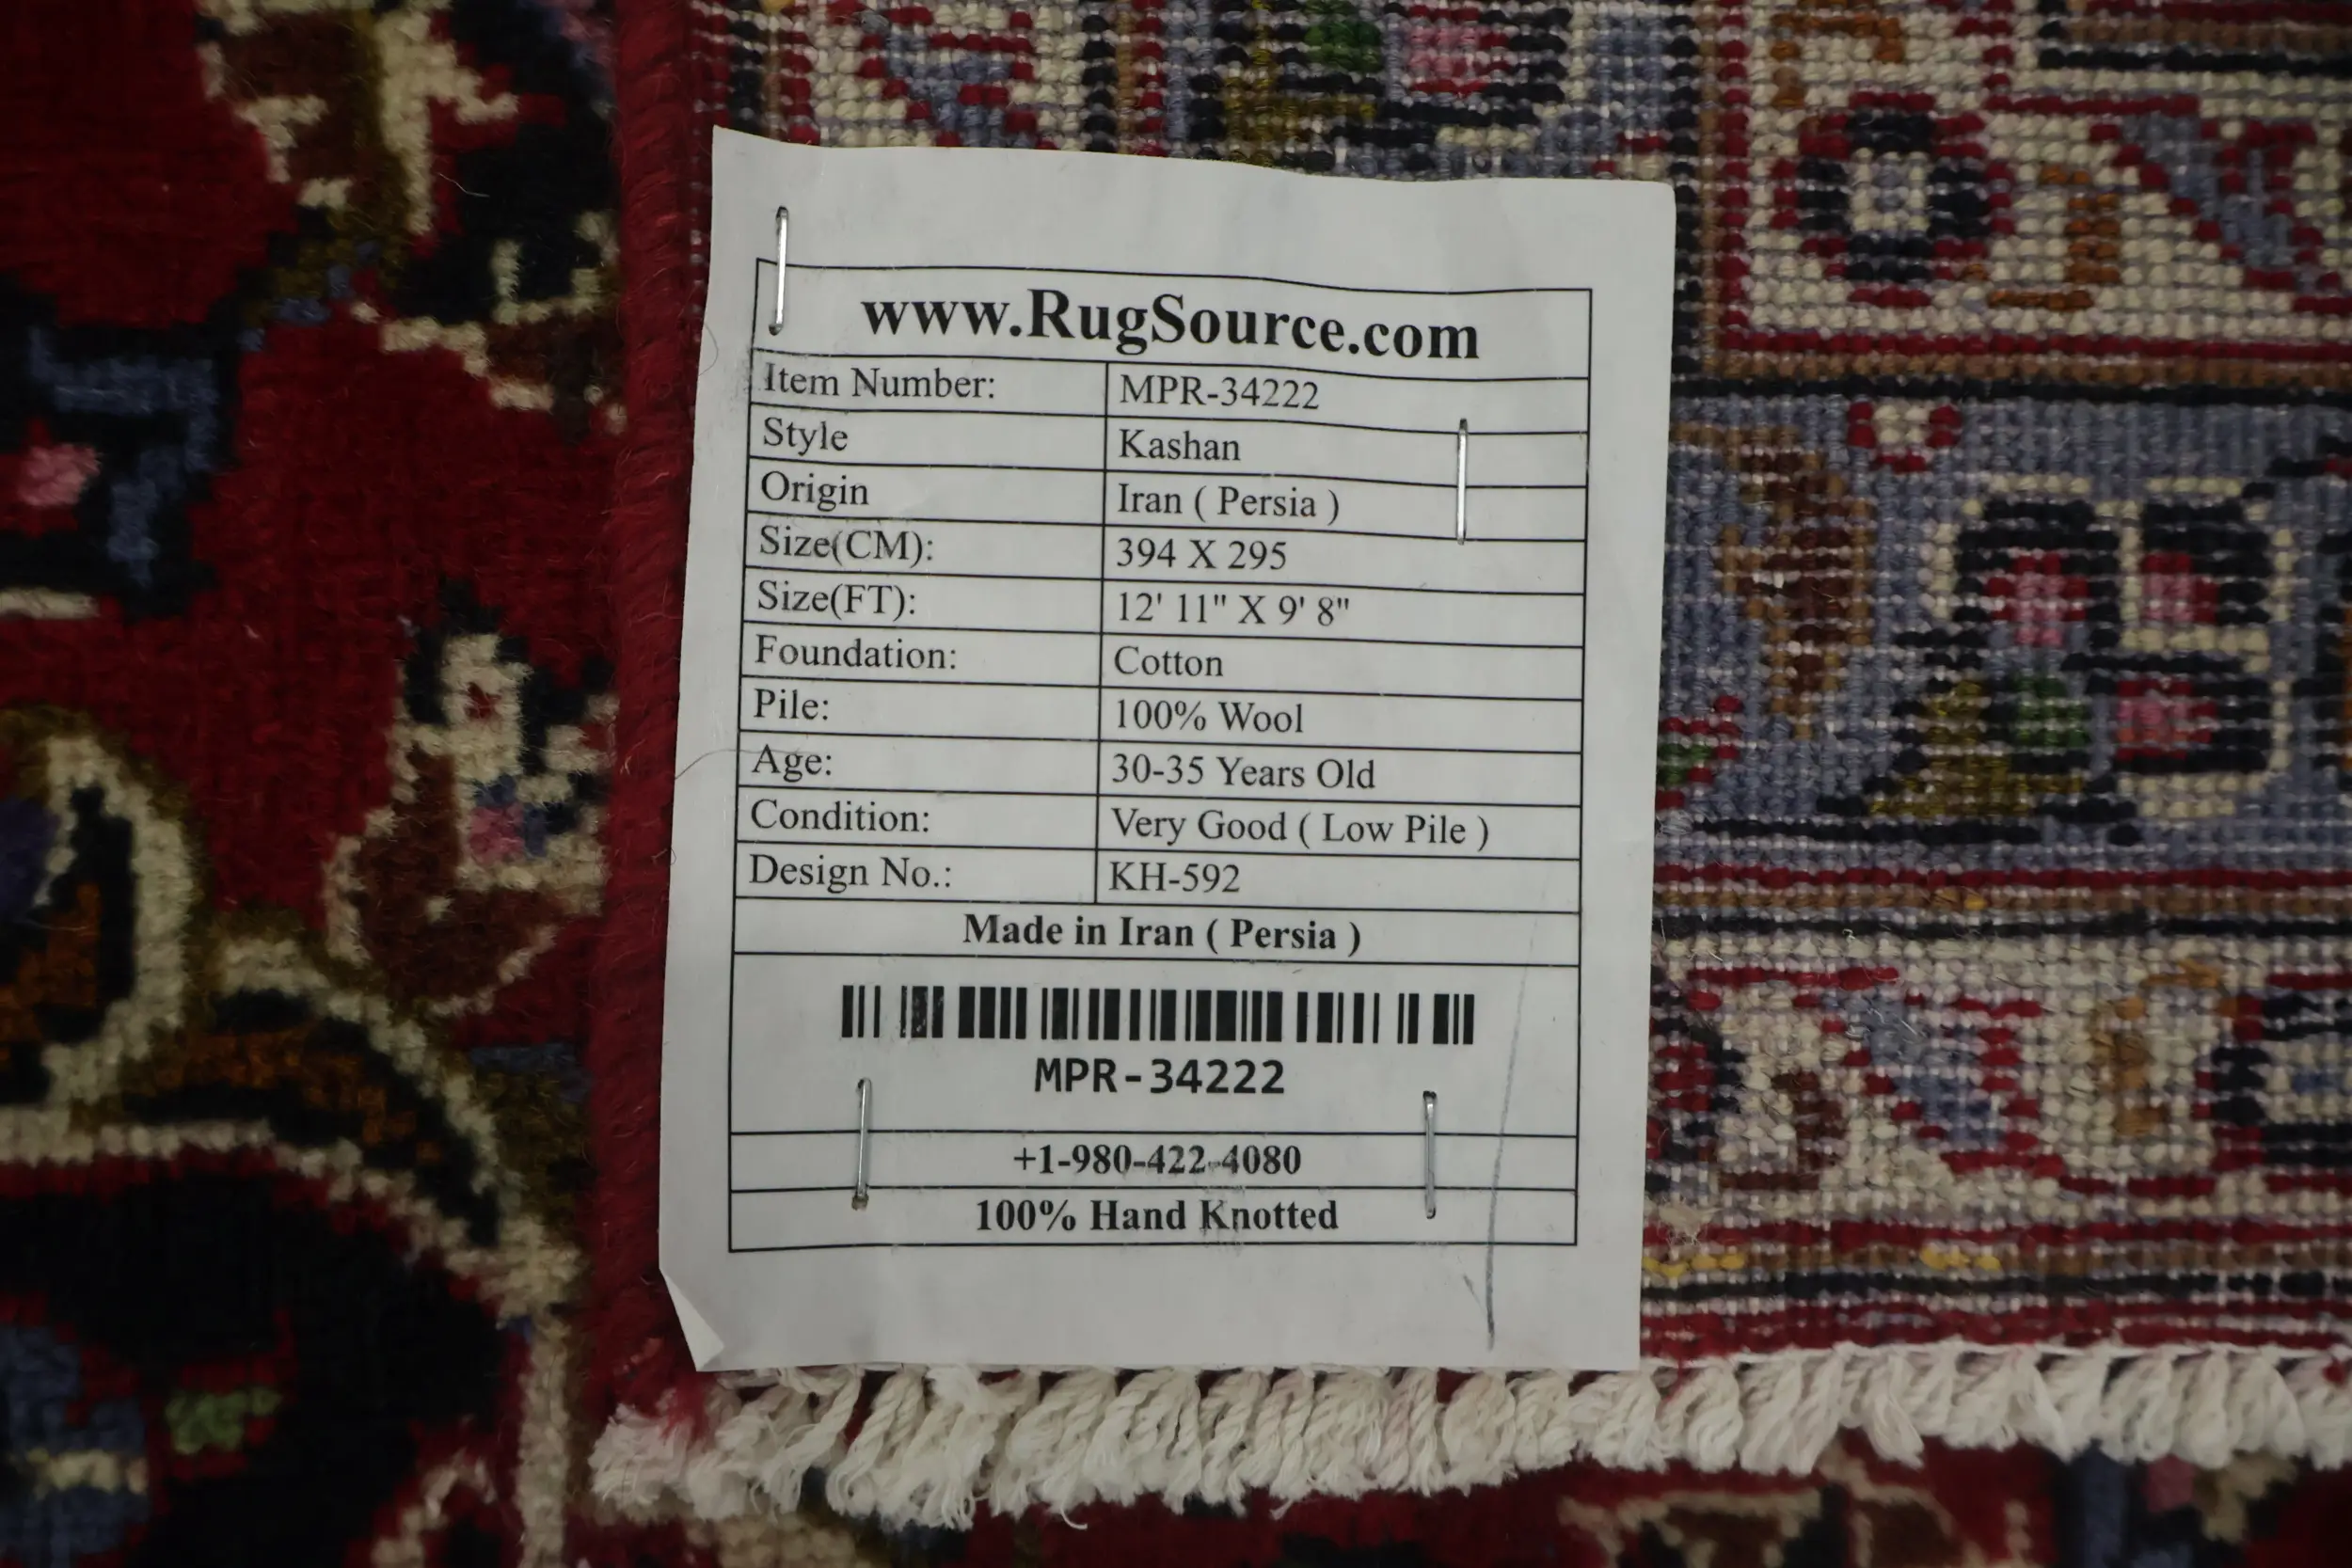 www.RugSource.com
Item Number: MPR-34222
Style Kashan
Origin Iran ( Persia )
Size(CM): 394 X 295
Size(FT): 12' 11" X 9' 8"
Foundation: Cotton
Pile: 100% Wool
Age: 30-35 Years Old
Condition: Very Good ( Low Pile )
Design No.: KH-592
Made in Iran ( Persia )
MPR-34222
+1-980-422-4080
100% Hand Knotted